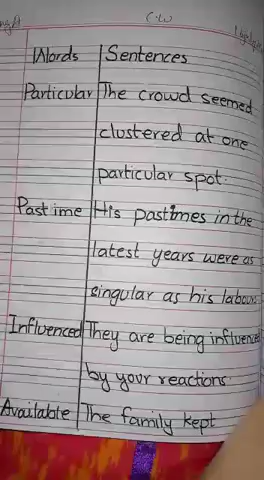 C.W
Words Sentences
Particular The crowd seemed
clustered at one
particular spot.
Pastime His pastimes in the
latest years were as
singular as his labours
Influenced They are being influenced
by your reactions.
Available The family kept